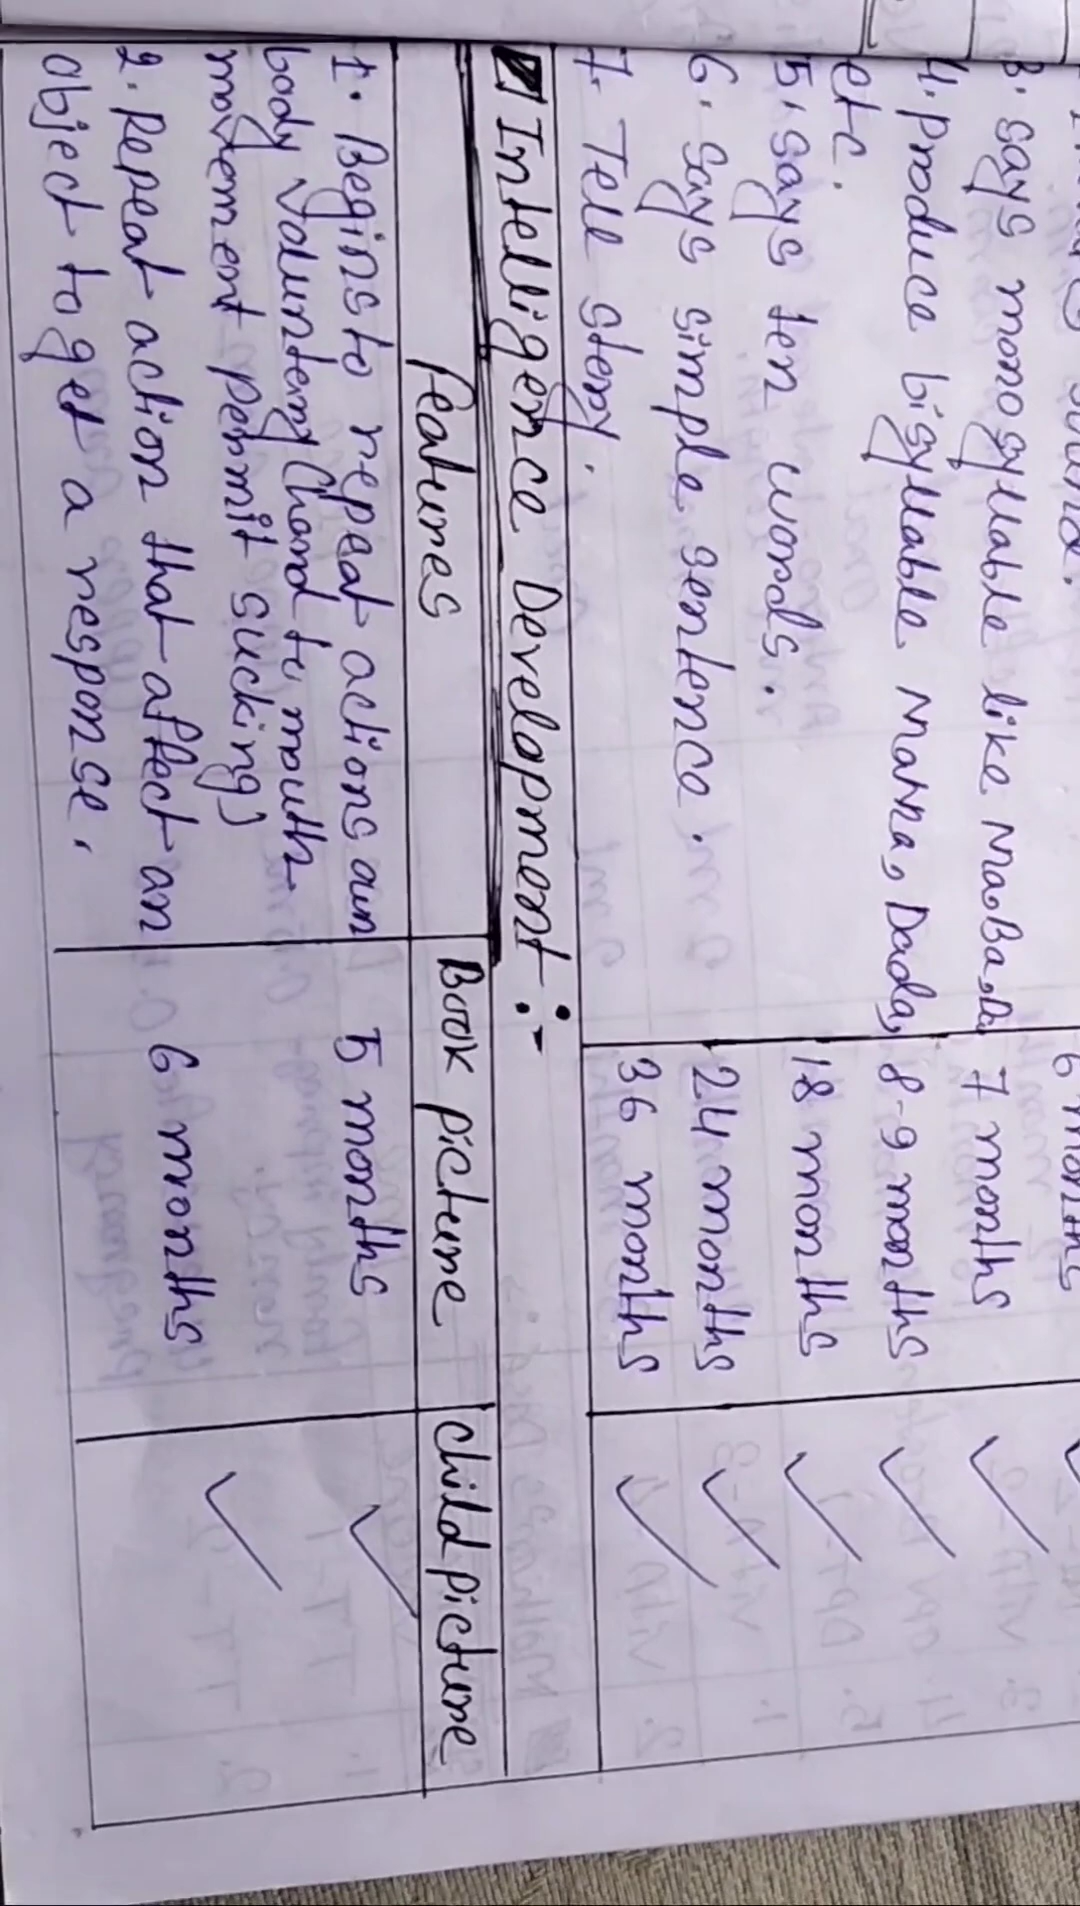 6 months
3. says monosyllable like Ma, Ba, Da 7 months
4. Produce bisyllable Mama, Dada, 8-9 months
etc.
5. says ten words. 18 months
6. Says simple sentence. 24 months
7. Tell story. 36 months
Intelligence Development :-
features Book picture child picture
1. Begins to repeat actions 5 months
body voluntery (hand to mouth
movement permit sucking)
2. Repeat action that affect an 6 months
object to get a response.